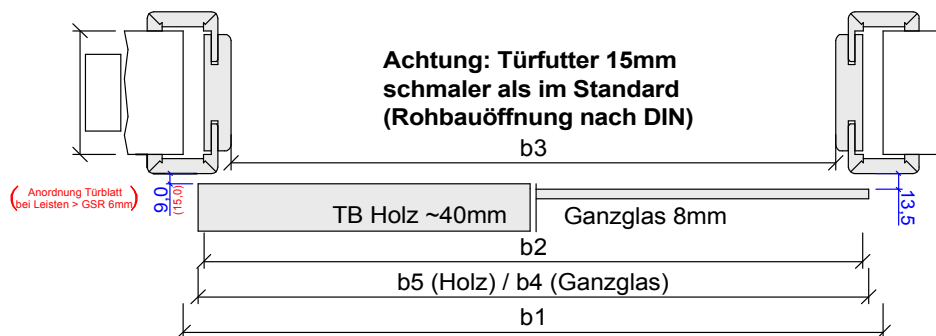 Achtung: Türfutter 15mm
schmaler als im Standard
(Rohbauöffnung nach DIN)
b3
(Anordnung Türblatt
bei Leisten > GSR 6mm)
9,0
(15,0)
13,5
TB Holz ~40mm
Ganzglas 8mm
b2
b5 (Holz) / b4 (Ganzglas)
b1